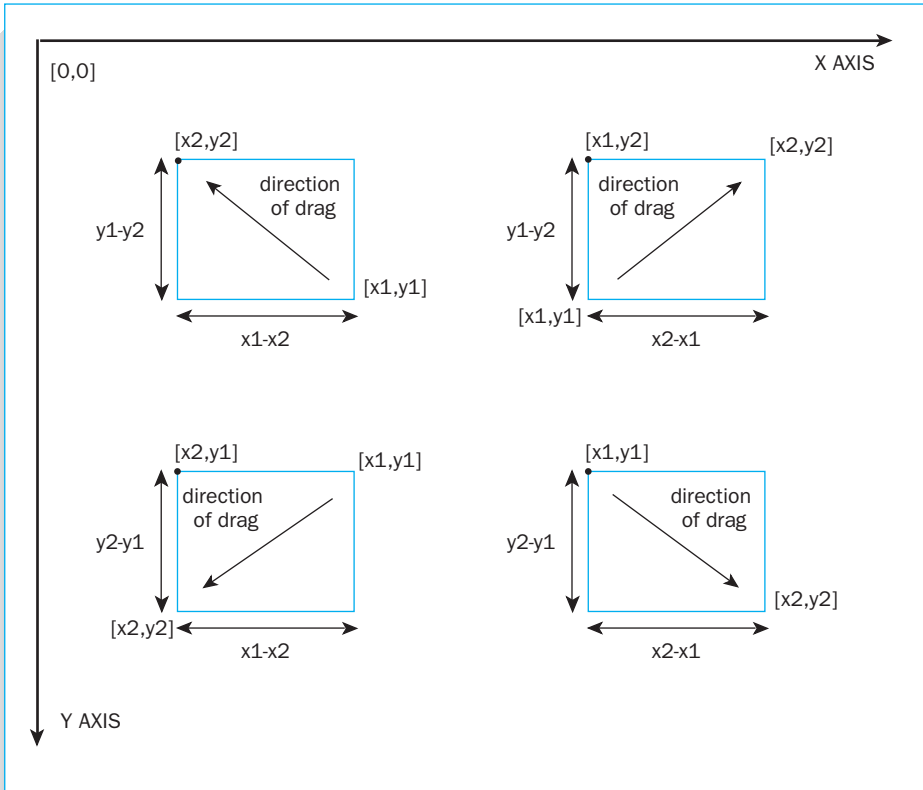 X AXIS
[0,0]
[x2,y2]
direction
of drag
y1-y2
[x1,y1]
x1-x2
[x1,y2]
[x2,y2]
direction
of drag
y1-y2
[x1,y1]
x2-x1
[x2,y1]
[x1,y1]
direction
of drag
y2-y1
[x2,y2]
x1-x2
[x1,y1]
direction
of drag
y2-y1
[x2,y2]
x2-x1
Y AXIS